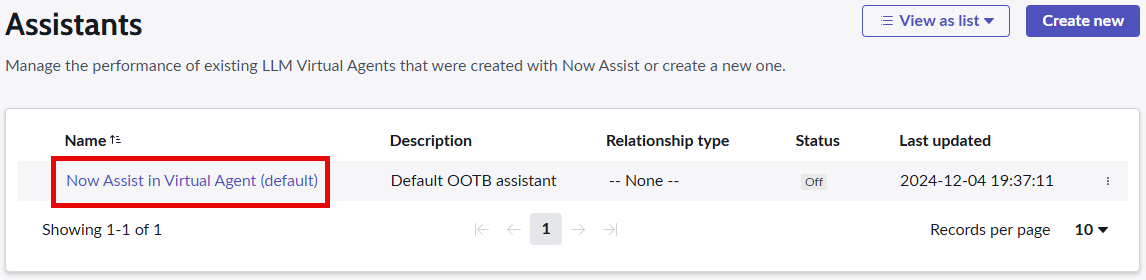 Assistants
View as list
Create new
Manage the performance of existing LLM Virtual Agents that were created with Now Assist or create a new one.
Name Description Relationship type Status Last updated
Now Assist in Virtual Agent (default) Default OOTB assistant -- None -- Off 2024-12-04 19:37:11
Showing 1-1 of 1 1 Records per page 10